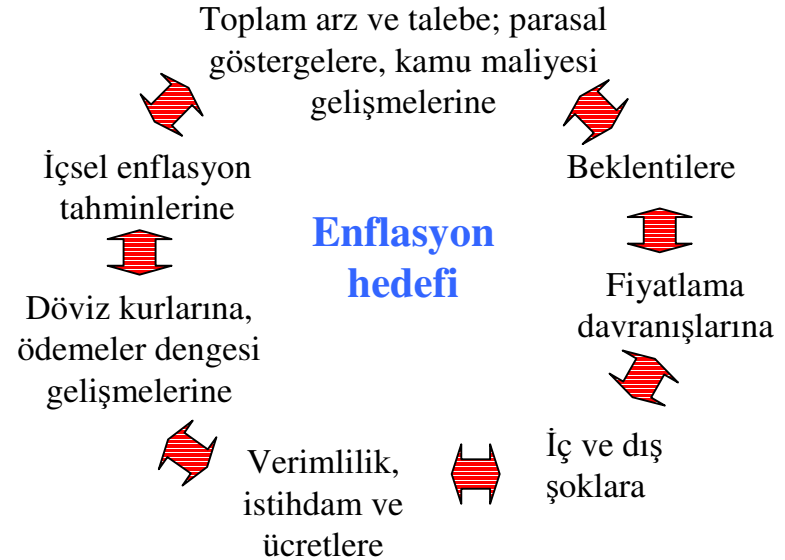 Toplam arz ve talebe; parasal
göstergelere, kamu maliyesi
gelişmelerine
İçsel enflasyon
tahminlerine
Beklentilere
Enflasyon
hedefi
Döviz kurlarına,
ödemeler dengesi
gelişmelerine
Fiyatlama
davranışlarına
Verimlilik,
istihdam ve
ücretlere
İç ve dış
şoklara